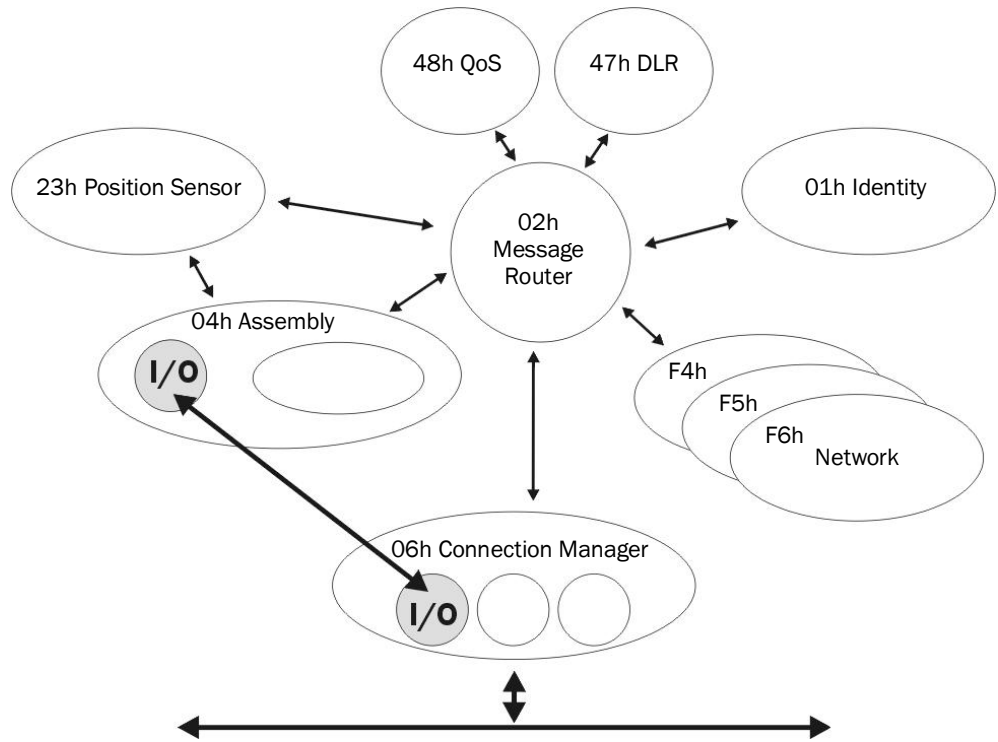 48h QoS
47h DLR
23h Position Sensor
02h
Message
Router
01h Identity
04h Assembly
I/O
F4h
F5h
F6h
Network
06h Connection Manager
I/O